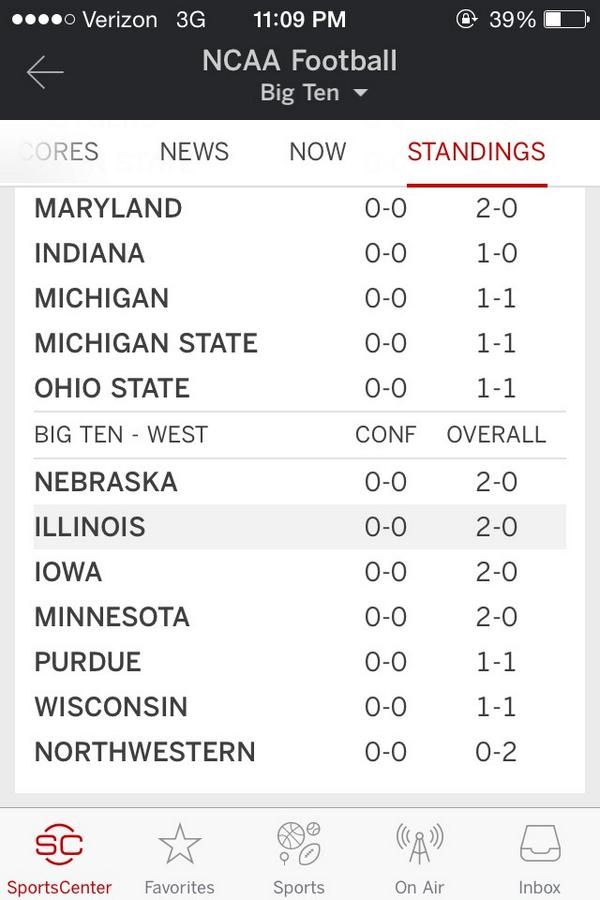 Verizon 3G 11:09 PM 39%
NCAA Football
Big Ten
CORES NEWS NOW STANDINGS
MARYLAND 0-0 2-0
INDIANA 0-0 1-0
MICHIGAN 0-0 1-1
MICHIGAN STATE 0-0 1-1
OHIO STATE 0-0 1-1
BIG TEN - WEST CONF OVERALL
NEBRASKA 0-0 2-0
ILLINOIS 0-0 2-0
IOWA 0-0 2-0
MINNESOTA 0-0 2-0
PURDUE 0-0 1-1
WISCONSIN 0-0 1-1
NORTHWESTERN 0-0 0-2
SC
SportsCenter Favorites Sports On Air Inbox